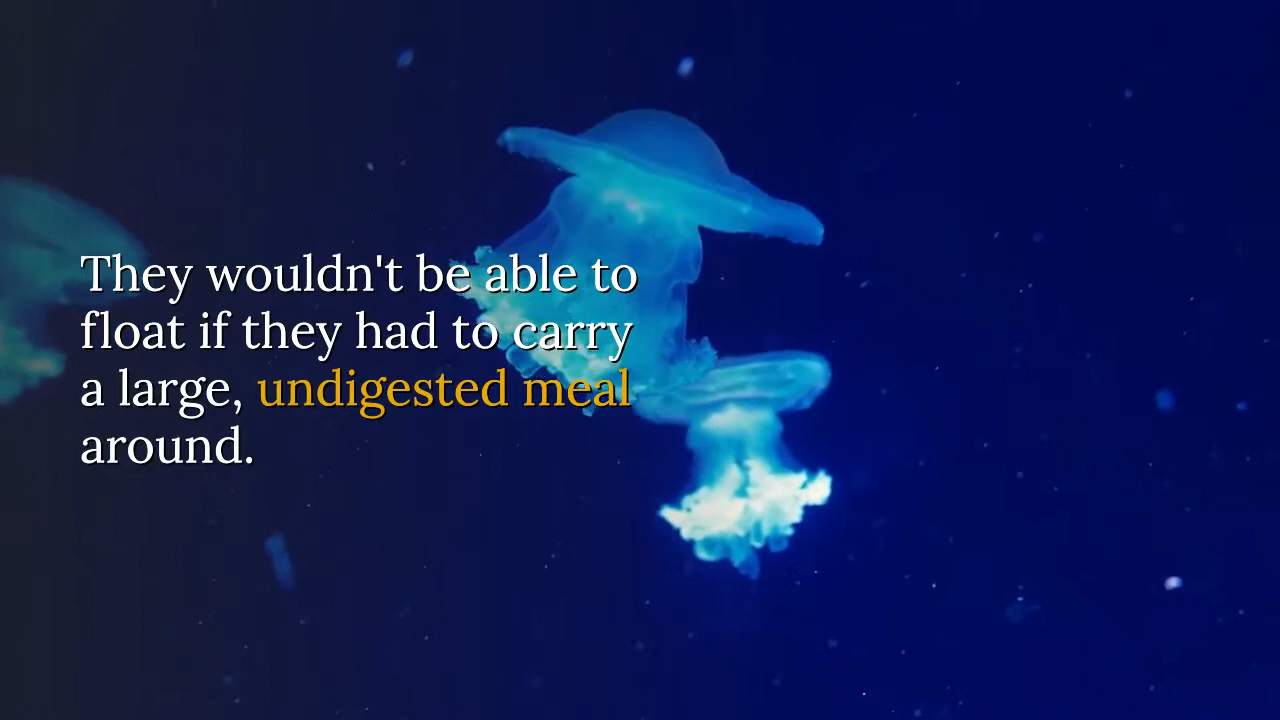 They wouldn't be able to
float if they had to carry
a large, undigested meal
around.